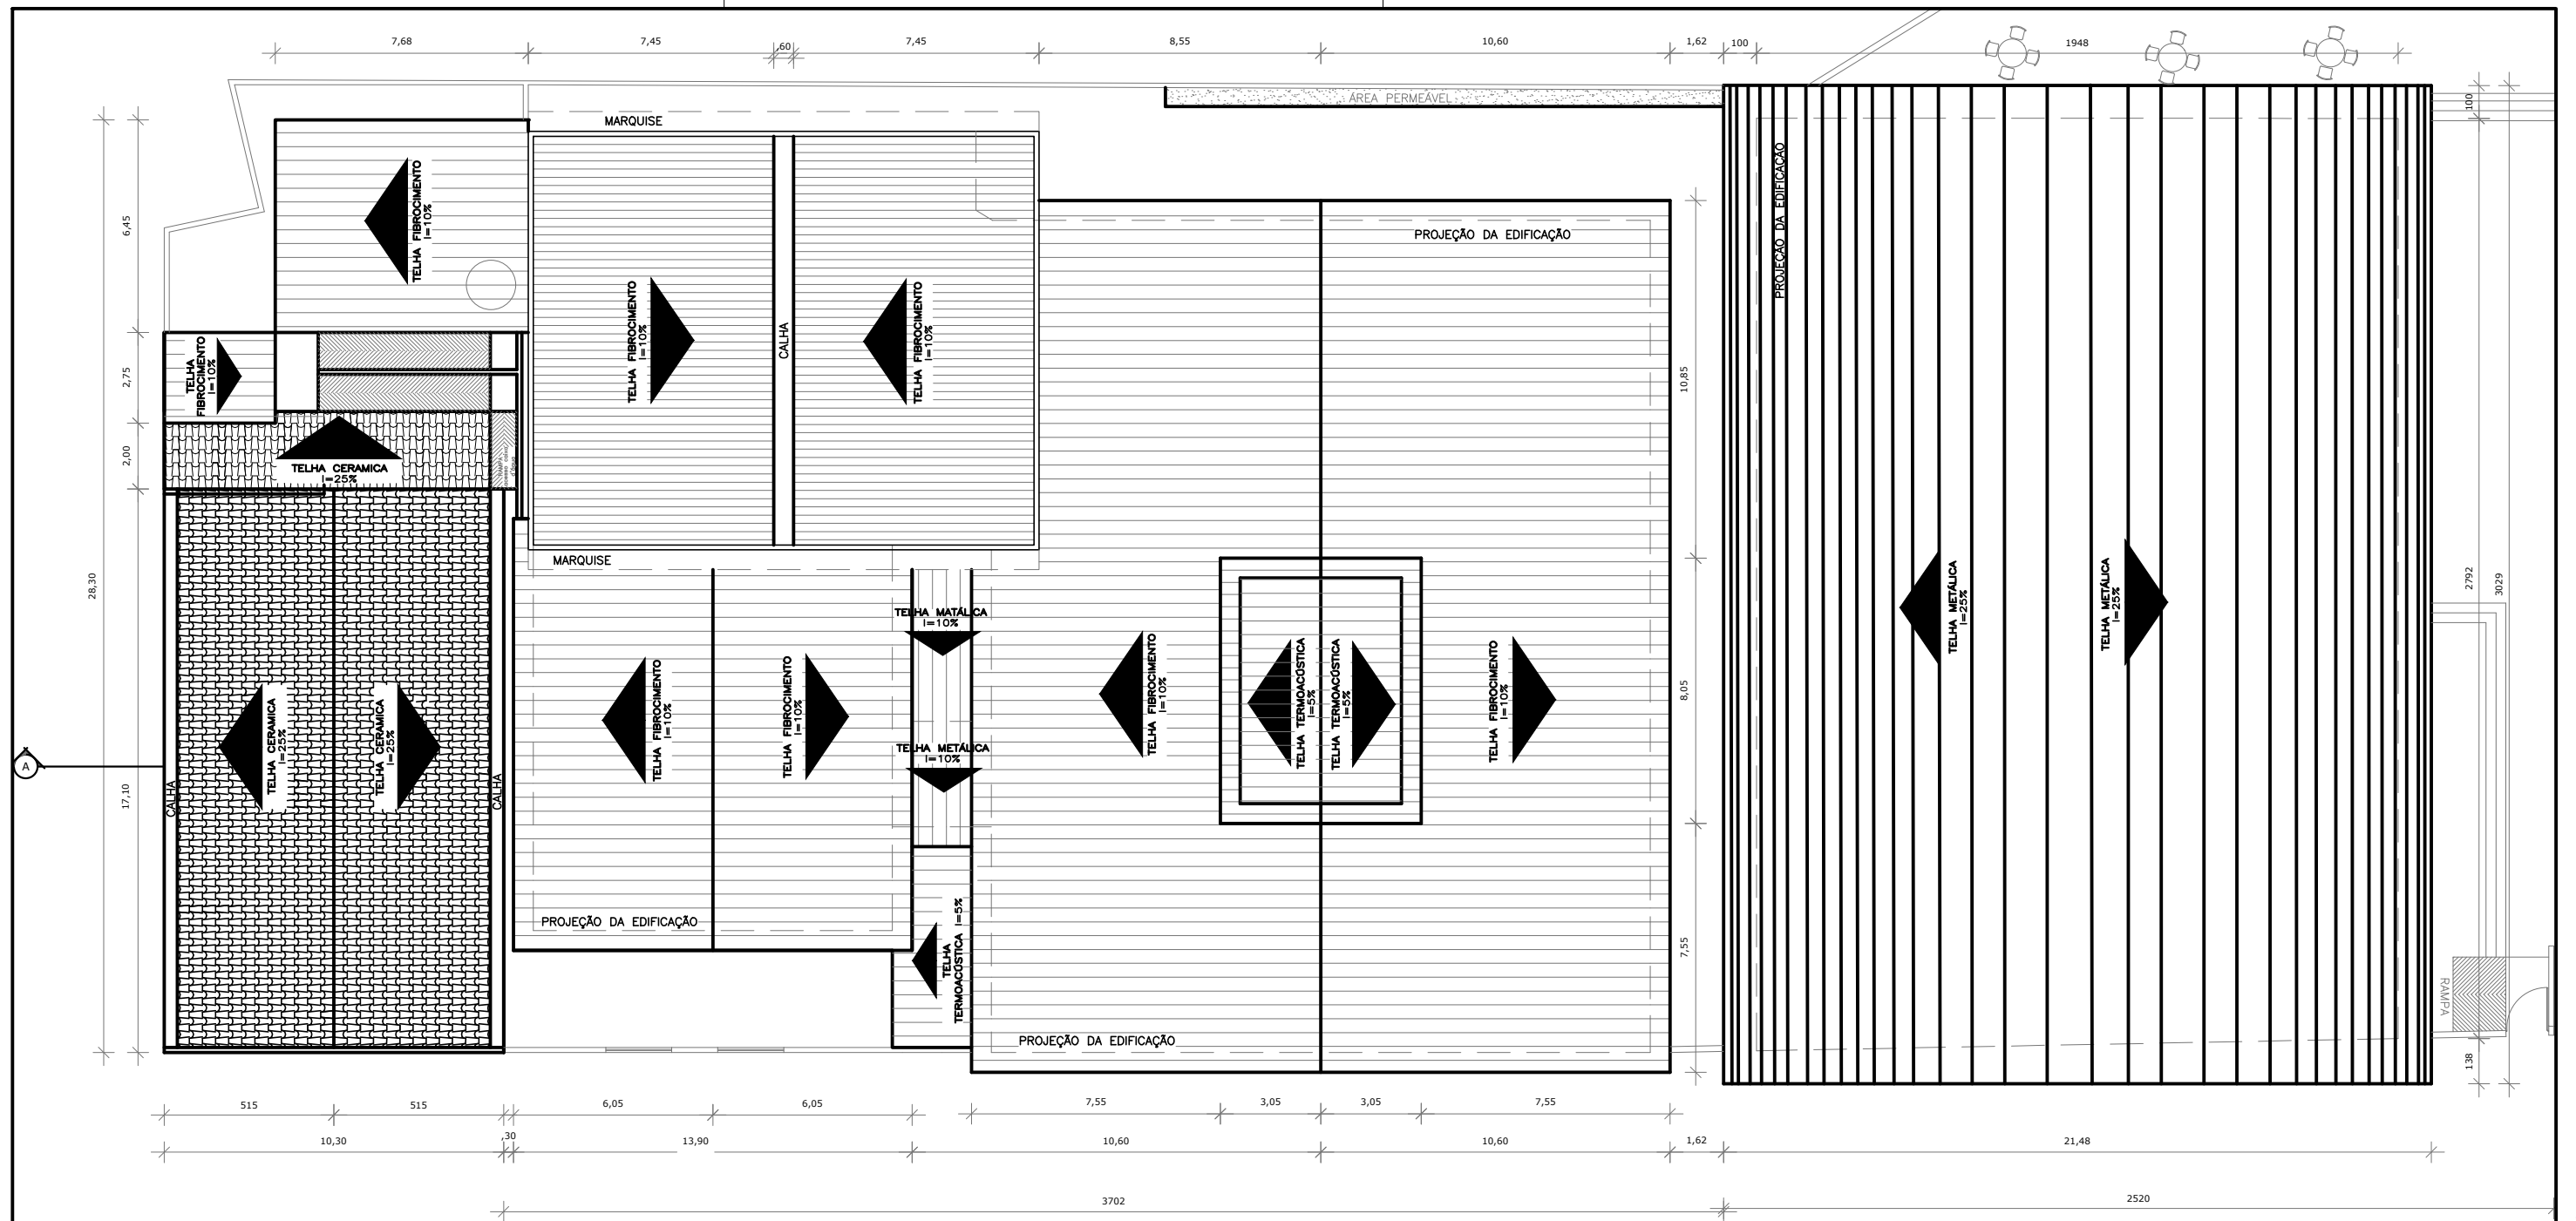 7,68
7,45
,60
7,45
8,55
10,60
1,62
100
1948
ÁREA PERMEÁVEL
100
MARQUISE
PROJEÇÃO DA EDIFICAÇÃO
6,45
TELHA FIBROCIMENTO
I=10%
PROJEÇÃO DA EDIFICAÇÃO
TELHA FIBROCIMENTO
I=10%
CALHA
TELHA FIBROCIMENTO
I=10%
2,75
TELHA
FIBROCIMENTO
I=10%
10,85
2,00
TELHA CERAMICA
I=25%
RAMPA
MARQUISE
28,30
2792
3029
TELHA MATÁLICA
I=10%
TELHA METÁLICA
I=25%
TELHA METÁLICA
I=25%
TELHA FIBROCIMENTO
I=10%
TELHA FIBROCIMENTO
I=10%
TELHA FIBROCIMENTO
I=10%
TELHA TERMOACÚSTICA
I=5%
TELHA TERMOACÚSTICA
I=5%
TELHA FIBROCIMENTO
I=10%
8,05
TELHA CERAMICA
I=25%
TELHA CERAMICA
I=25%
TELHA METÁLICA
I=10%
A
17,10
CALHA
CALHA
PROJEÇÃO DA EDIFICAÇÃO
TELHA
TERMOACÚSTICA I=5%
7,55
RAMPA
PROJEÇÃO DA EDIFICAÇÃO
138
515
515
6,05
6,05
7,55
3,05
3,05
7,55
10,30
,30
13,90
10,60
10,60
1,62
21,48
3702
2520